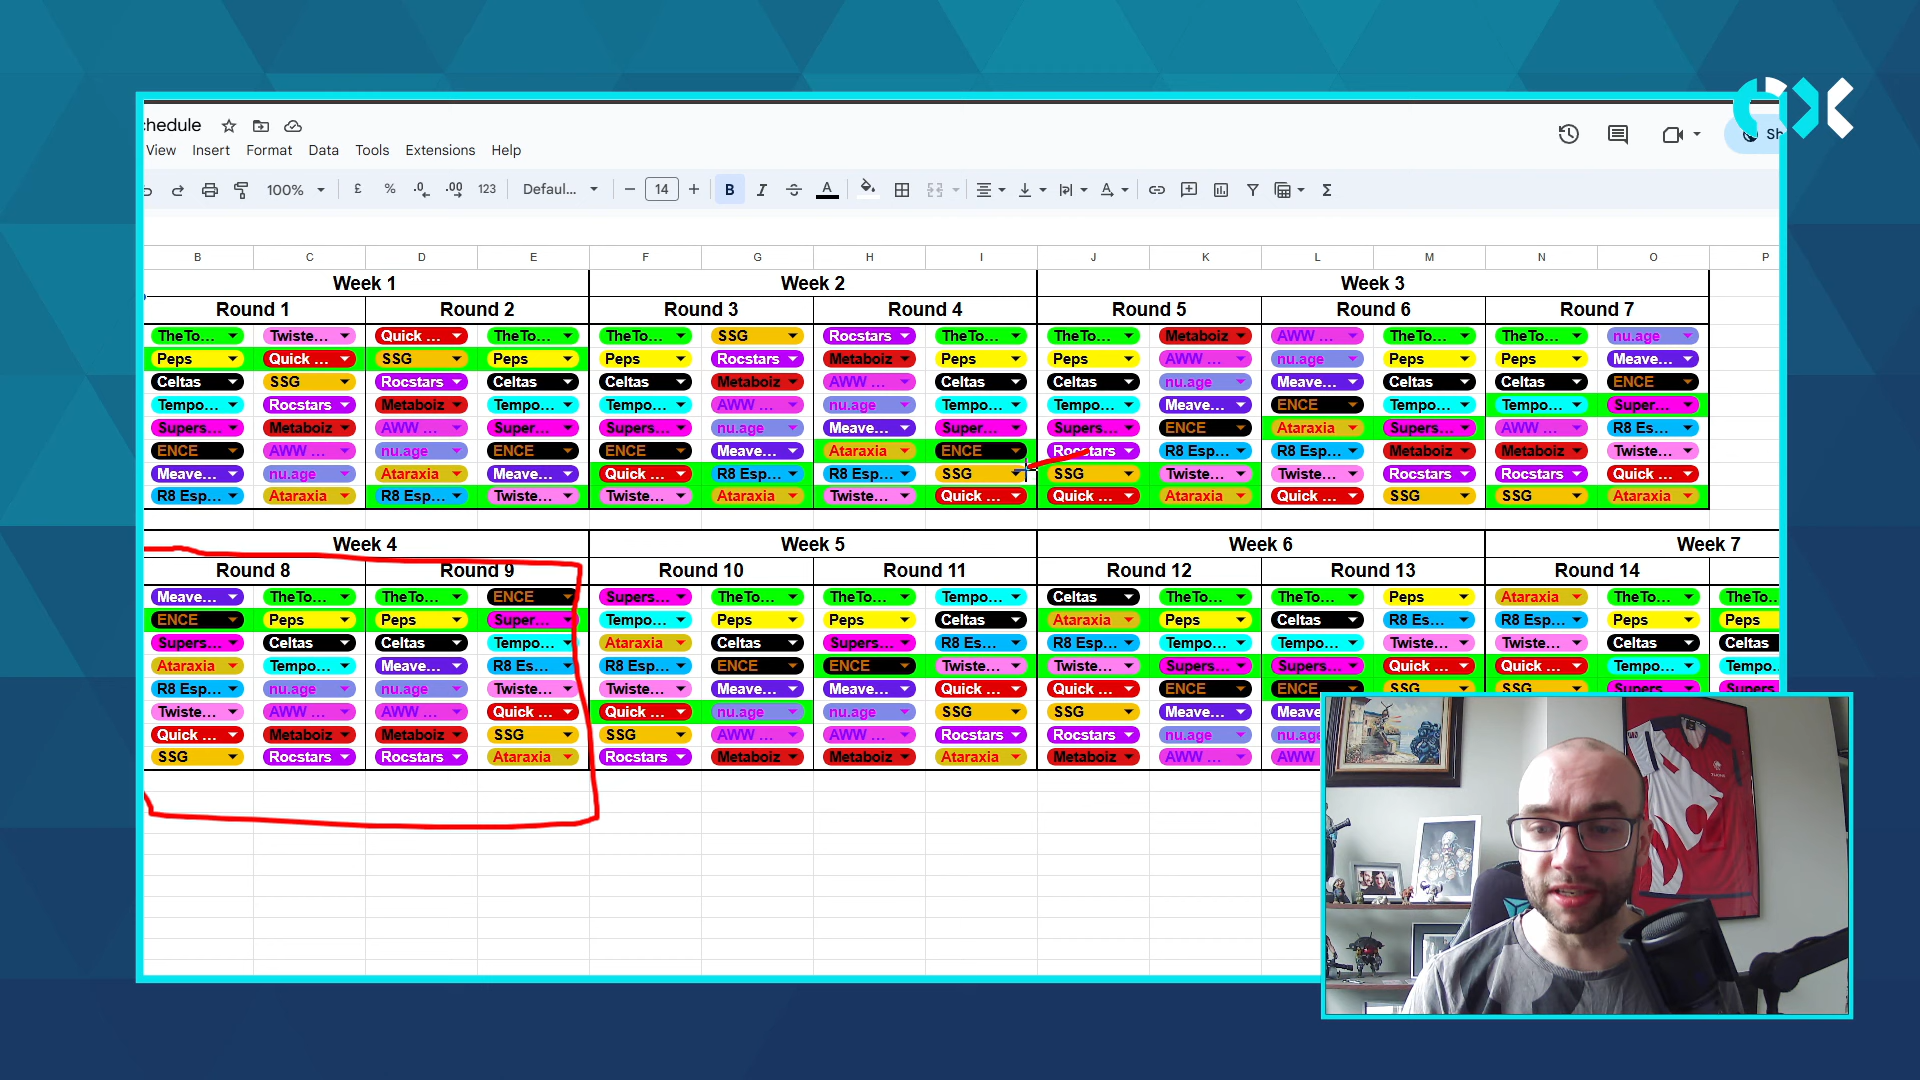 chedule
View Insert Format Data Tools Extensions Help
Sh
100% £ % .0 .00 123 Defaul... 14 B I A Σ
B C D E F G H I J K L M N O P
Week 1 Week 2 Week 3
Round 1 Round 2 Round 3 Round 4 Round 5 Round 6 Round 7
TheTo... Twiste... Quick ... TheTo... TheTo... SSG Rocstars TheTo... TheTo... Metaboiz AWW ... TheTo... TheTo... nu.age
Peps Quick ... SSG Peps Peps Rocstars Metaboiz Peps Peps AWW ... nu.age Peps Peps Meave...
Celtas SSG Rocstars Celtas Celtas Metaboiz AWW ... Celtas Celtas nu.age Meave... Celtas Celtas ENCE
Tempo... Rocstars Metaboiz Tempo... Tempo... AWW ... nu.age Tempo... Tempo... Meave... ENCE Tempo... Tempo... Super...
Supers... Metaboiz AWW ... Super... Supers... nu.age Meave... Super... Supers... ENCE Ataraxia Supers... AWW ... R8 Es...
ENCE AWW ... nu.age ENCE ENCE Meave... Ataraxia ENCE Rocstars R8 Esp... R8 Esp... Metaboiz Metaboiz Twiste...
Meave... nu.age Ataraxia Meave... Quick ... R8 Esp... R8 Esp... SSG SSG Twiste... Twiste... Rocstars Rocstars Quick ...
R8 Esp... Ataraxia R8 Esp... Twiste... Twiste... Ataraxia Twiste... Quick ... Quick ... Ataraxia Quick ... SSG SSG Ataraxia
Week 4 Week 5 Week 6 Week 7
Round 8 Round 9 Round 10 Round 11 Round 12 Round 13 Round 14
Meave... TheTo... TheTo... ENCE Supers... TheTo... TheTo... Tempo... Celtas TheTo... TheTo... Peps Ataraxia TheTo... TheTo...
ENCE Peps Peps Super... Tempo... Peps Peps Celtas Ataraxia Peps Celtas R8 Es... R8 Esp... Peps Peps
Supers... Celtas Celtas Tempo... Ataraxia Celtas Supers... R8 Es... R8 Esp... Tempo... Tempo... Twiste... Twiste... Celtas Celtas
Ataraxia Tempo... Meave... R8 Es... R8 Esp... ENCE ENCE Twiste... Twiste... Supers... Supers... Quick ... Quick ... Tempo... Tempo...
R8 Esp... nu.age nu.age Twiste... Twiste... Meave... Meave... Quick ... Quick ... ENCE ENCE SSG SSG Supers... Supers
Twiste... AWW ... AWW ... Quick ... Quick ... nu.age nu.age SSG SSG Meave... Meave
Quick ... Metaboiz Metaboiz SSG SSG AWW ... AWW ... Rocstars Rocstars nu.age nu.ag
SSG Rocstars Rocstars Ataraxia Rocstars Metaboiz Metaboiz Ataraxia Metaboiz AWW ... AWW